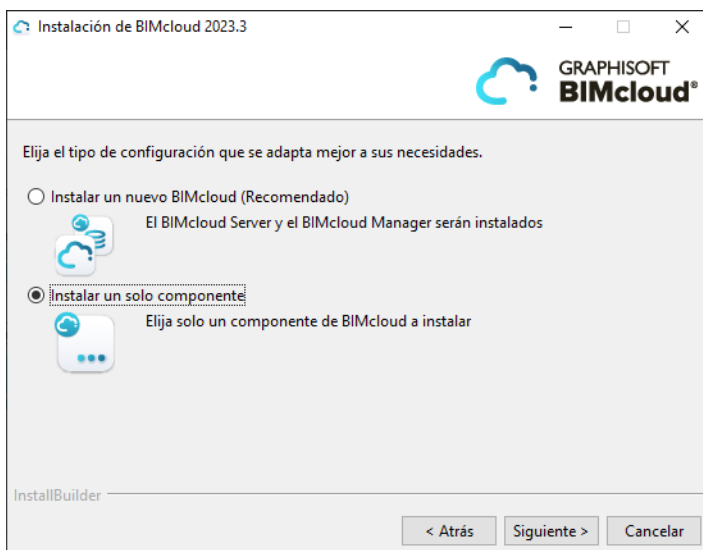 Instalación de BIMcloud 2023.3
GRAPHISOFT
BIMcloud®
Elija el tipo de configuración que se adapta mejor a sus necesidades.
Instalar un nuevo BIMcloud (Recomendado)
El BIMcloud Server y el BIMcloud Manager serán instalados
Instalar un solo componente
Elija solo un componente de BIMcloud a instalar
InstallBuilder
< Atrás Siguiente > Cancelar